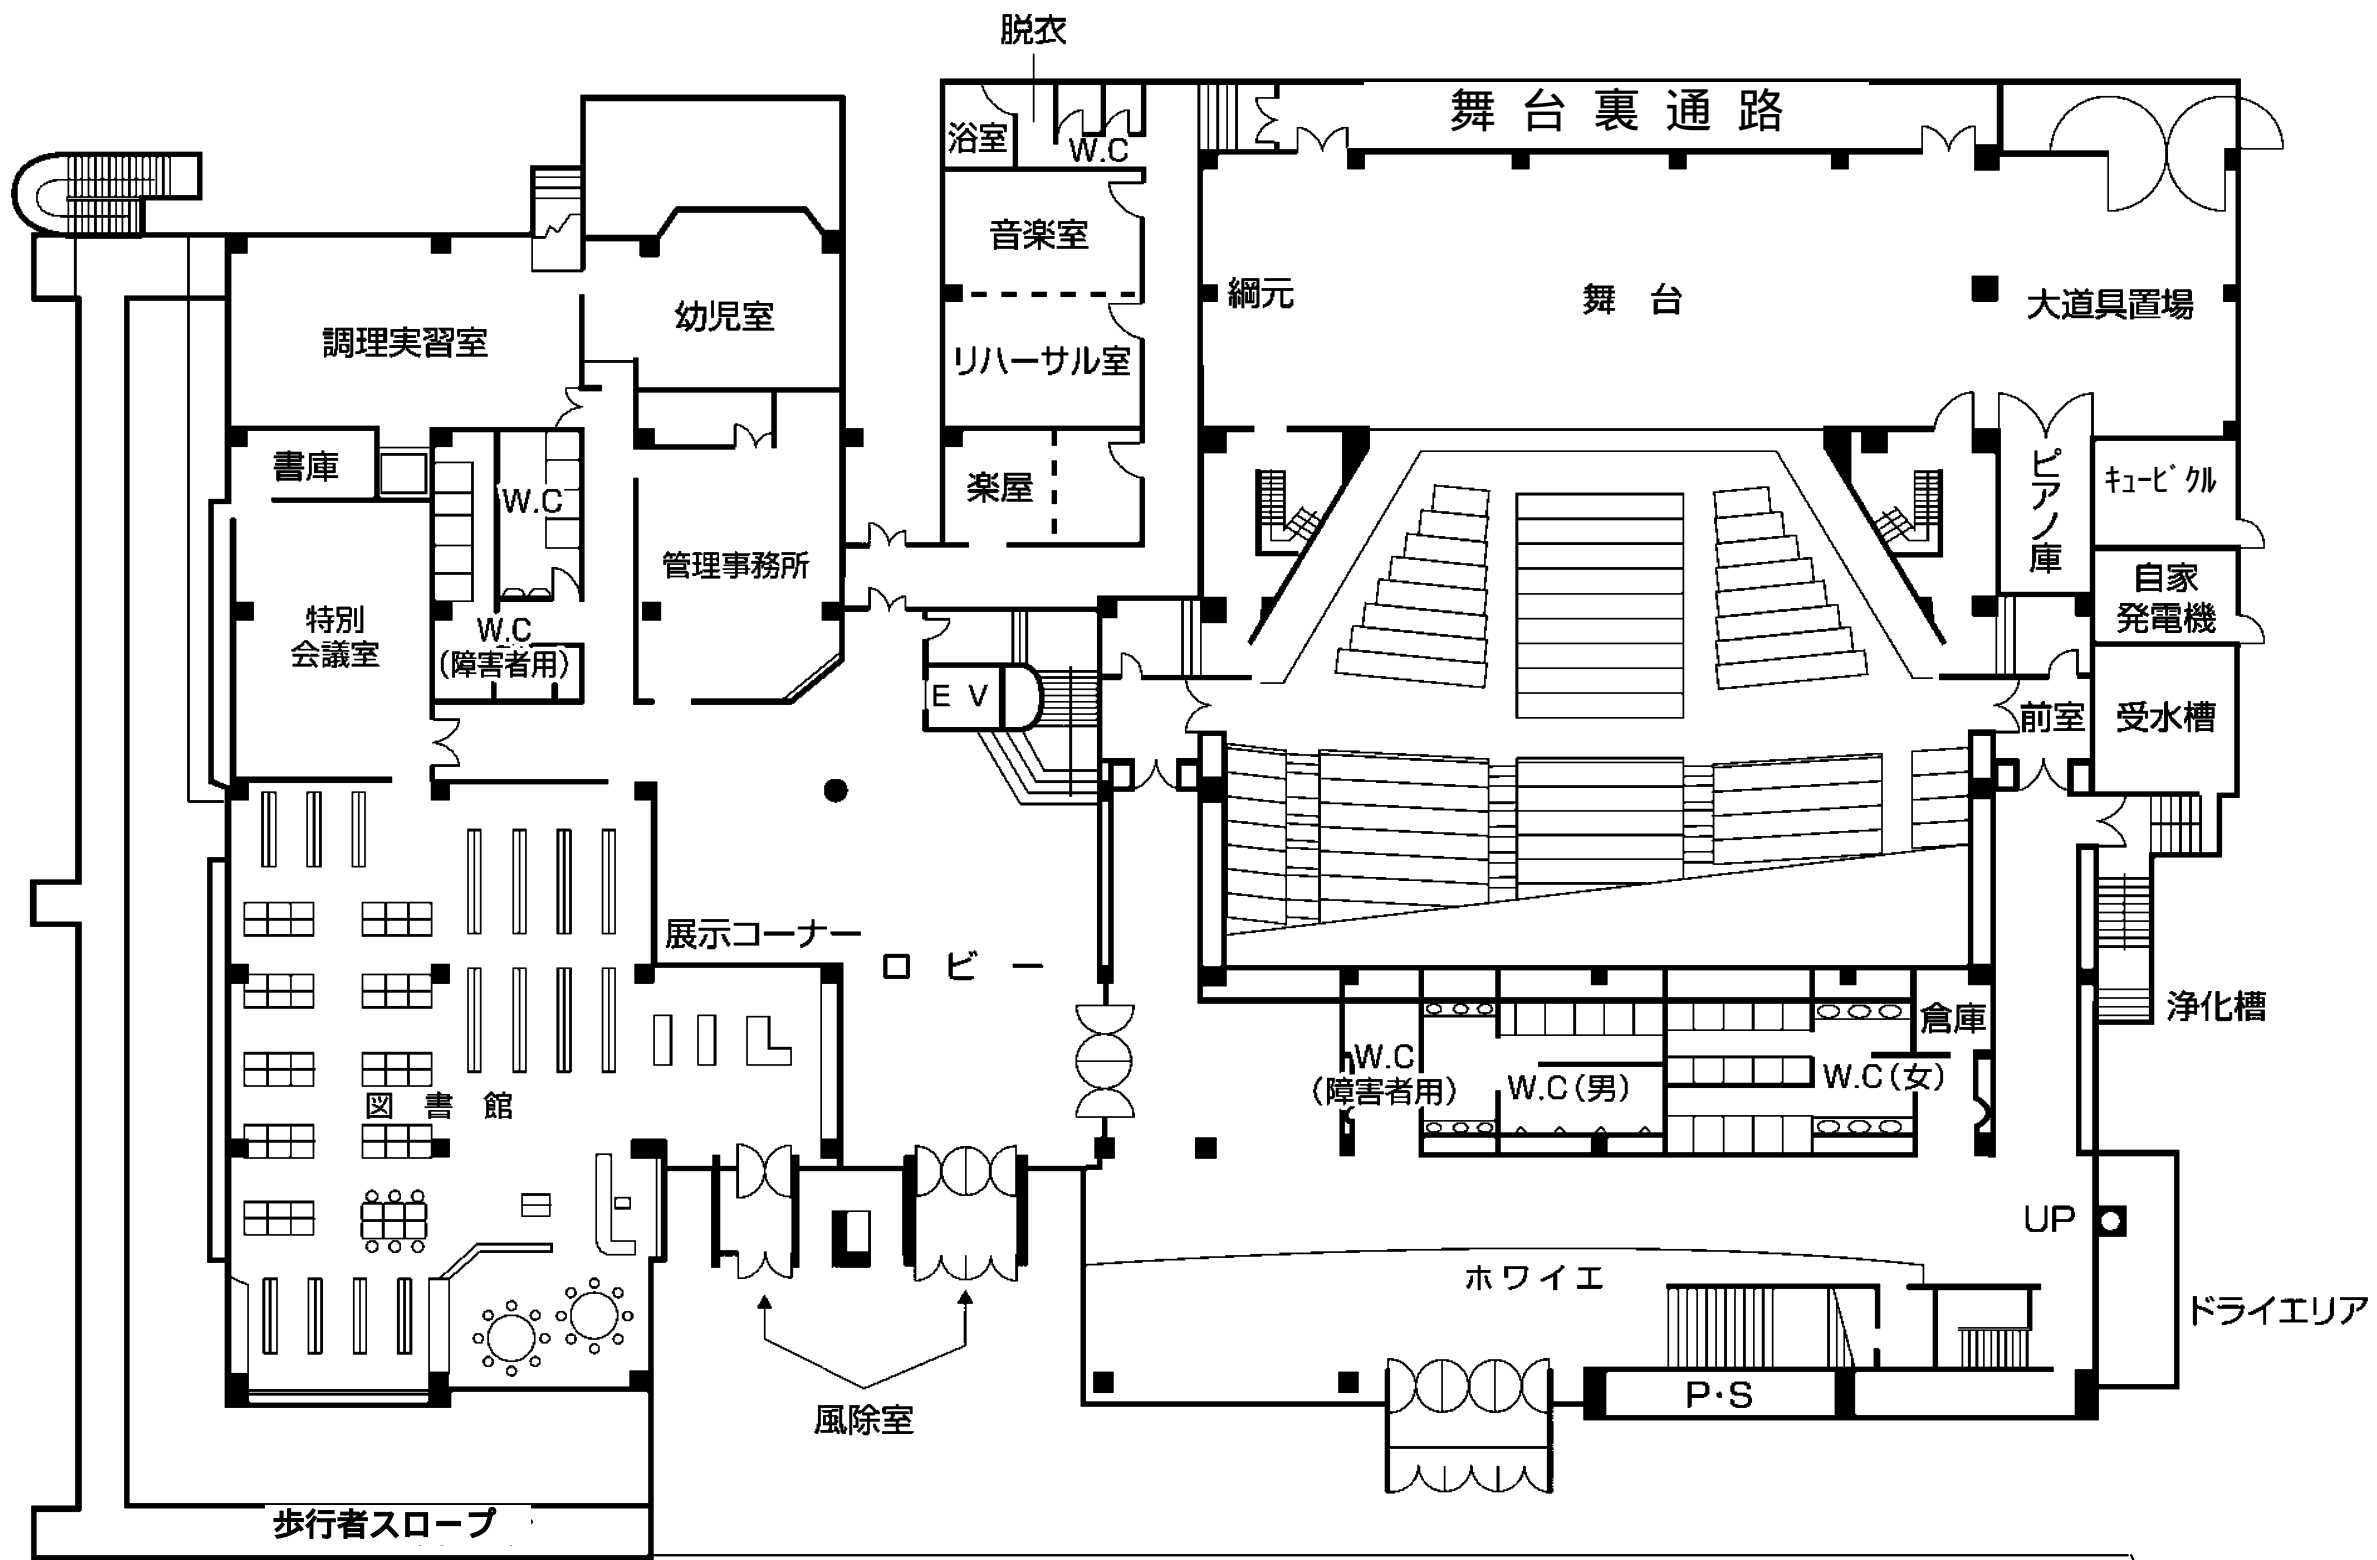 脱衣
舞台裏通路
浴室
W.C
音楽室
綱元
舞台
大道具置場
幼児室
調理実習室
リハーサル室
書庫
W.C
楽屋
ピアノ庫
キュービクル
管理事務所
自家
発電機
特別
会議室
W.C
(障害者用)
EV
前室
受水槽
展示コーナー
ロビー
倉庫
浄化槽
W.C
(障害者用)
W.C(男)
W.C(女)
図書館
UP
ホワイエ
ドライエリア
P・S
風除室
歩行者スロープ